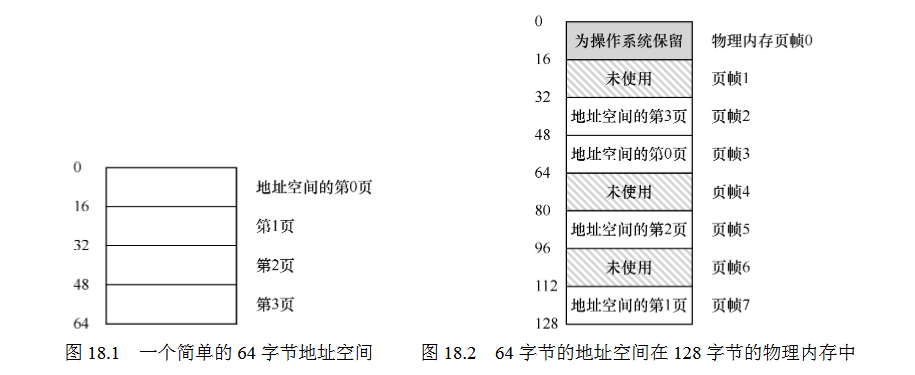 0
地址空间的第0页
16
第1页
32
第2页
48
第3页
64
图 18.1 一个简单的 64 字节地址空间
0
为操作系统保留 物理内存页帧0
16
未使用 页帧1
32
地址空间的第3页 页帧2
48
地址空间的第0页 页帧3
64
未使用 页帧4
80
地址空间的第2页 页帧5
96
未使用 页帧6
112
地址空间的第1页 页帧7
128
图 18.2 64 字节的地址空间在 128 字节的物理内存中